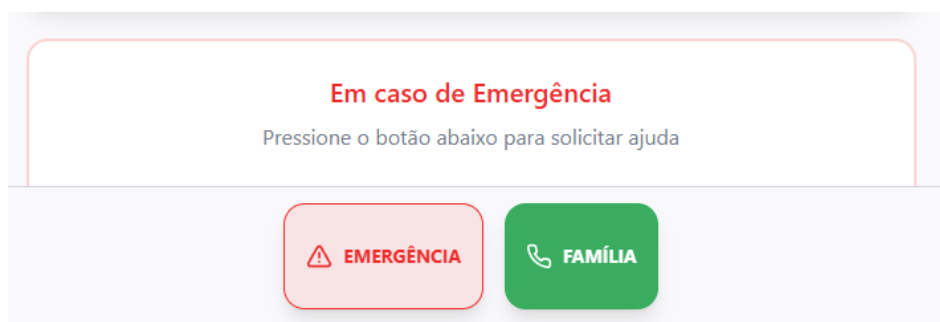 Em caso de Emergência
Pressione o botão abaixo para solicitar ajuda
EMERGÊNCIA
FAMÍLIA